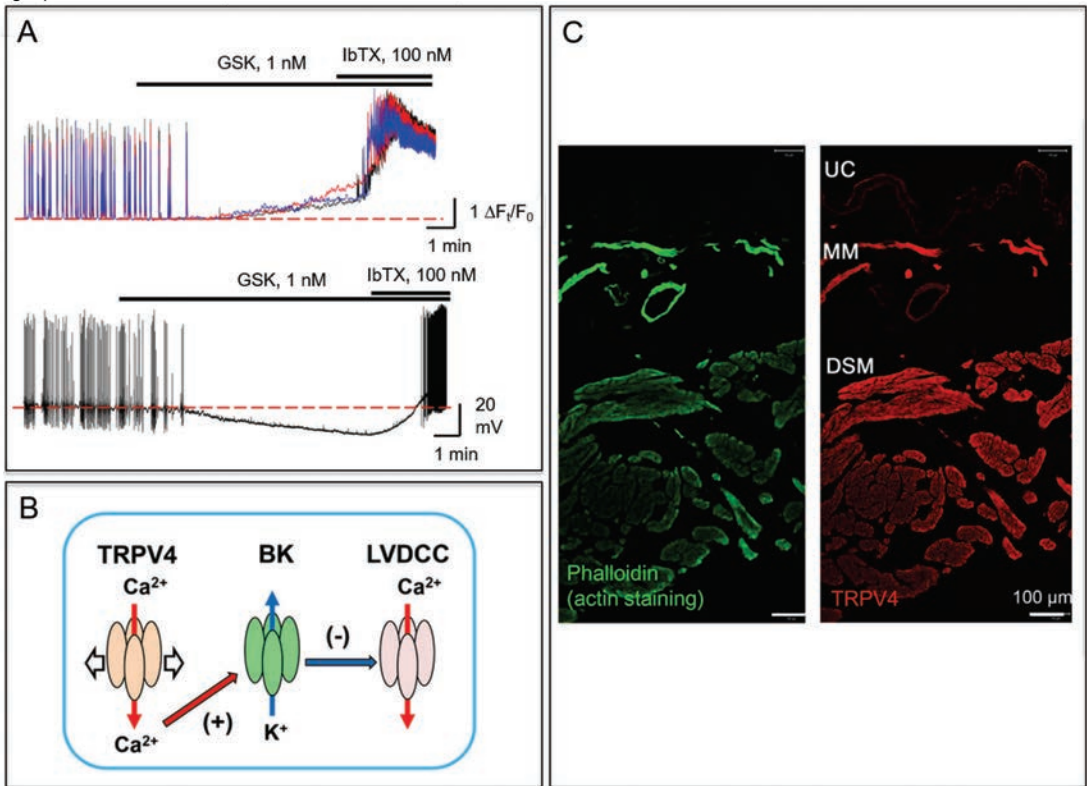 A
GSK, 1 nM
IbTX, 100 nM
1 ΔFt/F0
1 min
GSK, 1 nM
IbTX, 100 nM
20
mV
1 min
B
TRPV4
BK
LVDCC
Ca2+
Ca2+
(-)
(+)
Ca2+
K+
C
UC
MM
DSM
Phalloidin
(actin staining)
TRPV4
100 µm